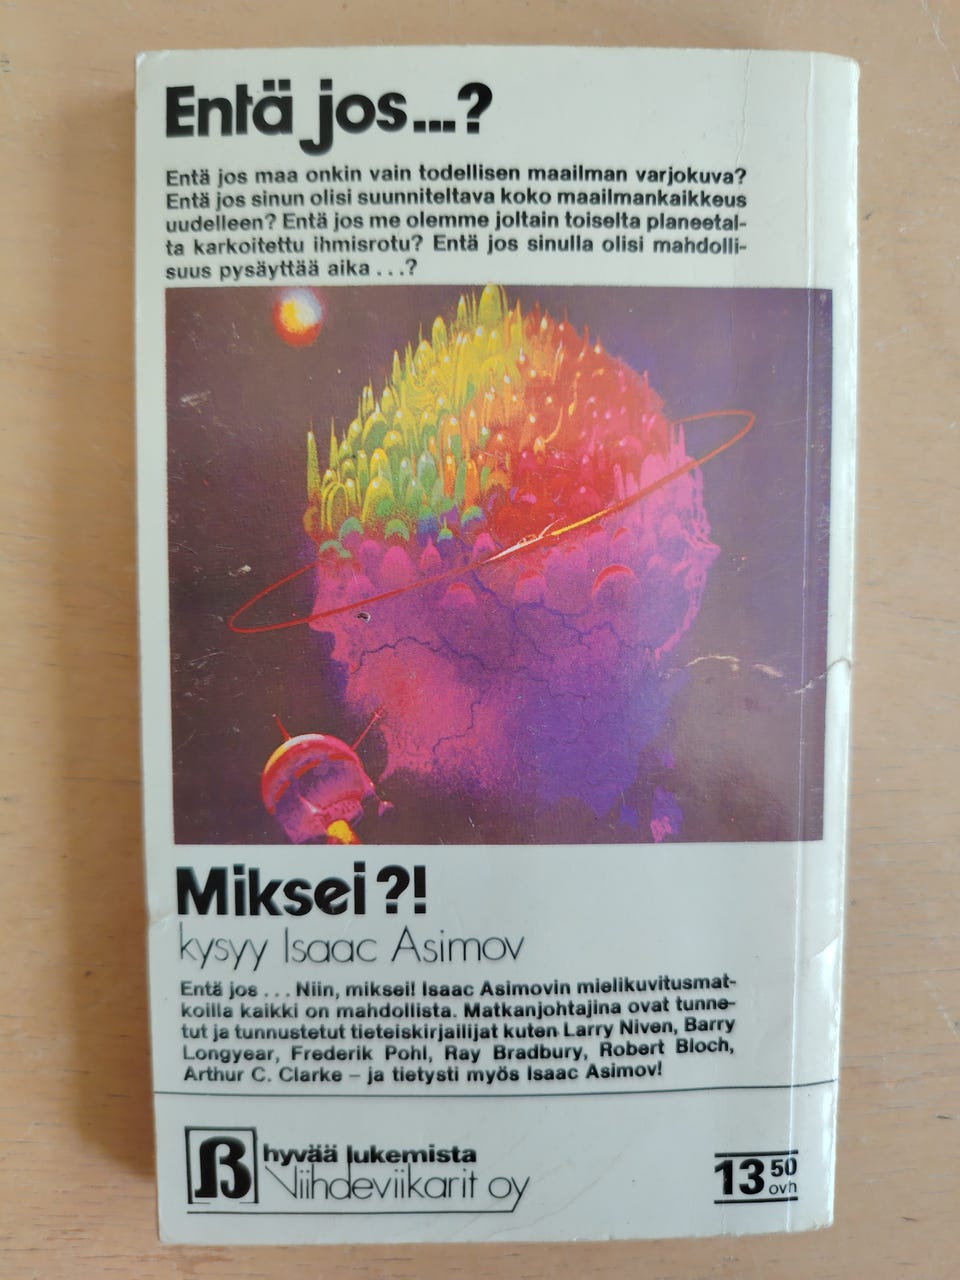 Entä jos...?
Entä jos maa onkin vain todellisen maailman varjokuva?
Entä jos sinun olisi suunniteltava koko maailmankaikkeus
uudelleen? Entä jos me olemme joltain toiselta planeetal-
ta karkoitettu ihmisrotu? Entä jos sinulla olisi mahdolli-
suus pysäyttää aika ...?
Miksei?!
kysyy Isaac Asimov
Entä jos ... Niin, miksei! Isaac Asimovin mielikuvitusmat-
koilla kaikki on mahdollista. Matkanjohtajina ovat tunne-
tut ja tunnustetut tieteiskirjailijat kuten Larry Niven, Barry
Longyear, Frederik Pohl, Ray Bradbury, Robert Bloch,
Arthur C. Clarke – ja tietysti myös Isaac Asimov!
ß hyvää lukemista
Viihdeviikarit oy
13 50 ovh